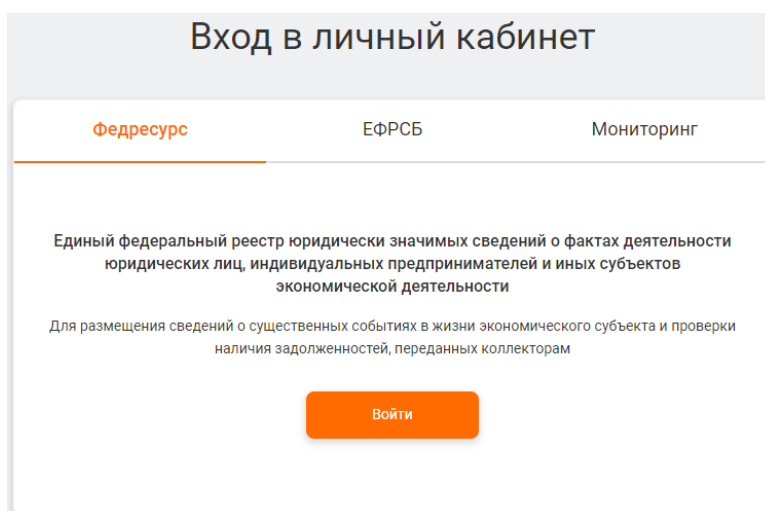 Вход в личный кабинет
Федресурс ЕФРСБ Мониторинг
Единый федеральный реестр юридически значимых сведений о фактах деятельности
юридических лиц, индивидуальных предпринимателей и иных субъектов
экономической деятельности
Для размещения сведений о существенных событиях в жизни экономического субъекта и проверки
наличия задолженностей, переданных коллекторам
Войти